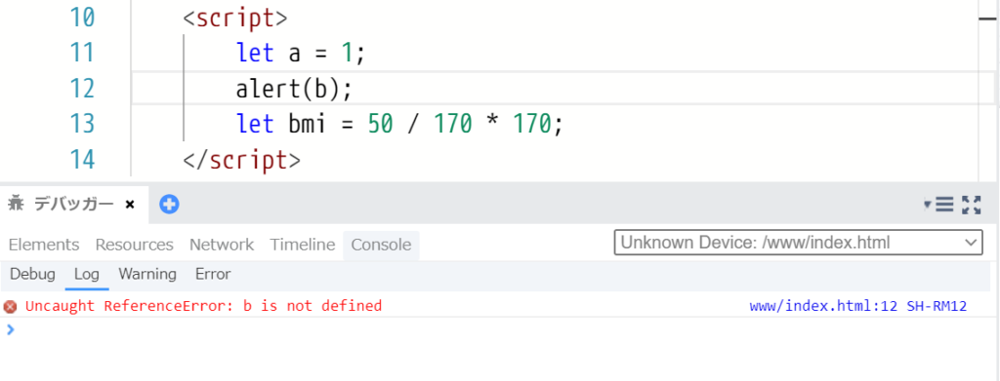 10 <script>
11 let a = 1;
12 alert(b);
13 let bmi = 50 / 170 * 170;
14 </script>
デバッガー ×
Elements Resources Network Timeline Console Unknown Device: /www/index.html
Debug Log Warning Error
Uncaught ReferenceError: b is not defined www/index.html:12 SH-RM12